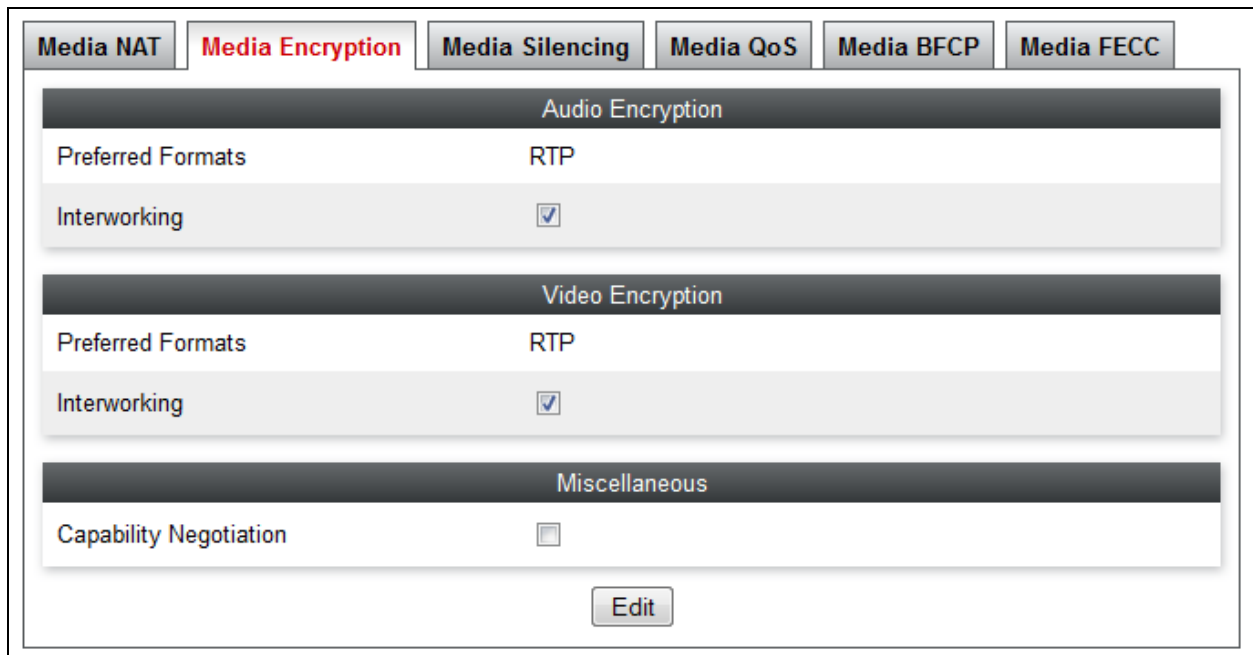 Media NAT Media Encryption Media Silencing Media QoS Media BFCP Media FECC
Audio Encryption
Preferred Formats RTP
Interworking
Video Encryption
Preferred Formats RTP
Interworking
Miscellaneous
Capability Negotiation
Edit